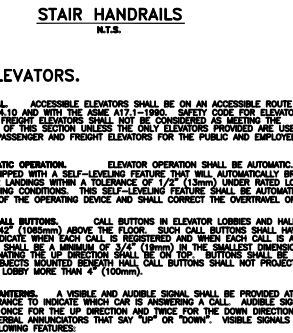 STAIR HANDRAILS
N.T.S.
LEVATORS.
AL. ACCESSIBLE ELEVATORS SHALL BE ON AN ACCESSIBLE ROUTE
4.10 AND WITH THE ASME A17.1-1990. SAFETY CODE FOR ELEVATO
FREIGHT ELEVATORS SHALL NOT BE CONSIDERED AS MEETING THE
OF THIS SECTION UNLESS THE ONLY ELEVATORS PROVIDED ARE USE
PASSENGER AND FREIGHT ELEVATORS FOR THE PUBLIC AND EMPLOYE
TIC OPERATION. ELEVATOR OPERATION SHALL BE AUTOMATIC.
IPPED WITH A SELF-LEVELING FEATURE THAT WILL AUTOMATICALLY BR
LANDINGS WITHIN A TOLERANCE OF 1/2" (13mm) UNDER RATED L
ING CONDITIONS. THIS SELF-LEVELING FEATURE SHALL BE AUTOMAT
OF THE OPERATING DEVICE AND SHALL CORRECT THE OVERTRAVEL OR
ALL BUTTONS. CALL BUTTONS IN ELEVATOR LOBBIES AND HAL
42" (1065mm) ABOVE THE FLOOR. SUCH CALL BUTTONS SHALL HAV
DICATE WHEN EACH CALL IS REGISTERED AND WHEN EACH CALL IS A
SHALL BE A MINIMUM OF 3/4" (19mm) IN THE SMALLEST DIMENSIO
NATING THE UP DIRECTION SHALL BE ON TOP. BUTTONS SHALL BE
BJECTS MOUNTED BENEATH HALL CALL BUTTONS SHALL NOT PROJECT
LOBBY MORE THAN 4" (100mm).
ANTERNS. A VISIBLE AND AUDIBLE SIGNAL SHALL BE PROVIDED AT
RANCE TO INDICATE WHICH CAR IS ANSWERING A CALL. AUDIBLE SIG
ONCE FOR THE UP DIRECTION AND TWICE FOR THE DOWN DIRECTION
ERBAL ANNUNCIATORS THAT SAY "UP" OR "DOWN". VISIBLE SIGNALS
LOWING FEATURES: